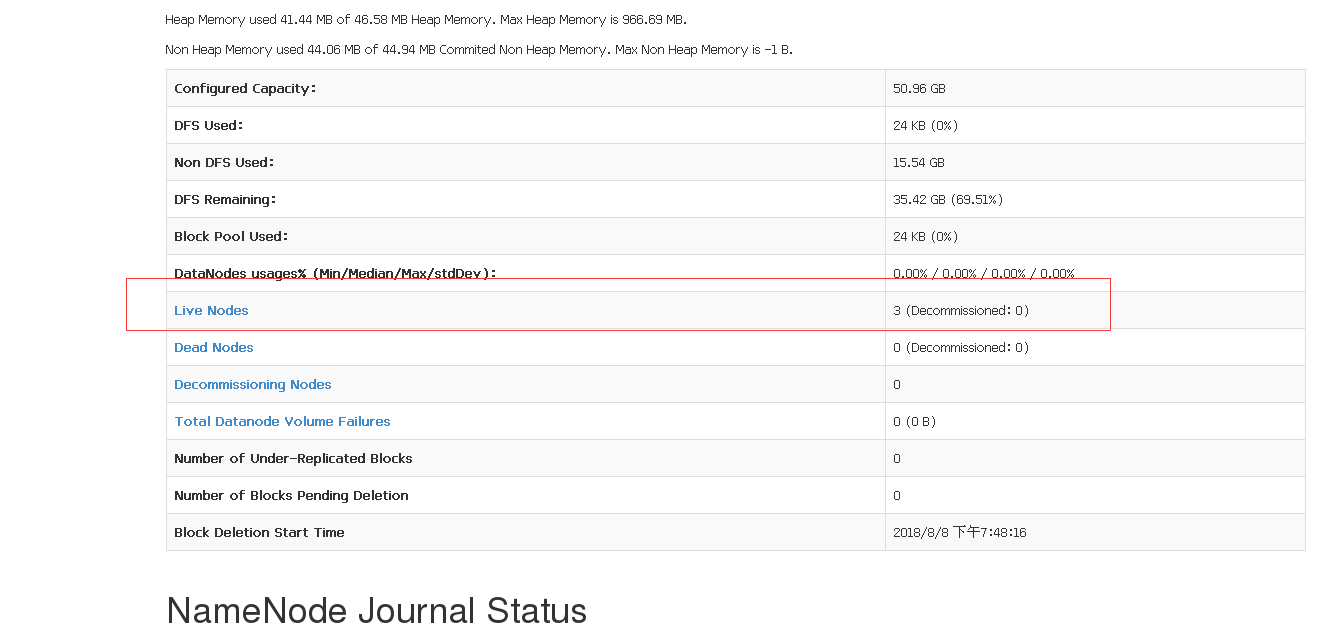 Heap Memory used 41.44 MB of 46.58 MB Heap Memory. Max Heap Memory is 966.69 MB.
Non Heap Memory used 44.06 MB of 44.94 MB Commited Non Heap Memory. Max Non Heap Memory is -1 B.
Configured Capacity: 50.96 GB
DFS Used: 24 KB (0%)
Non DFS Used: 15.54 GB
DFS Remaining: 35.42 GB (69.51%)
Block Pool Used: 24 KB (0%)
DataNodes usages% (Min/Median/Max/stdDev): 0.00% / 0.00% / 0.00% / 0.00%
Live Nodes 3 (Decommissioned: 0)
Dead Nodes 0 (Decommissioned: 0)
Decommissioning Nodes 0
Total Datanode Volume Failures 0 (0 B)
Number of Under-Replicated Blocks 0
Number of Blocks Pending Deletion 0
Block Deletion Start Time 2018/8/8 下午7:48:16
NameNode Journal Status